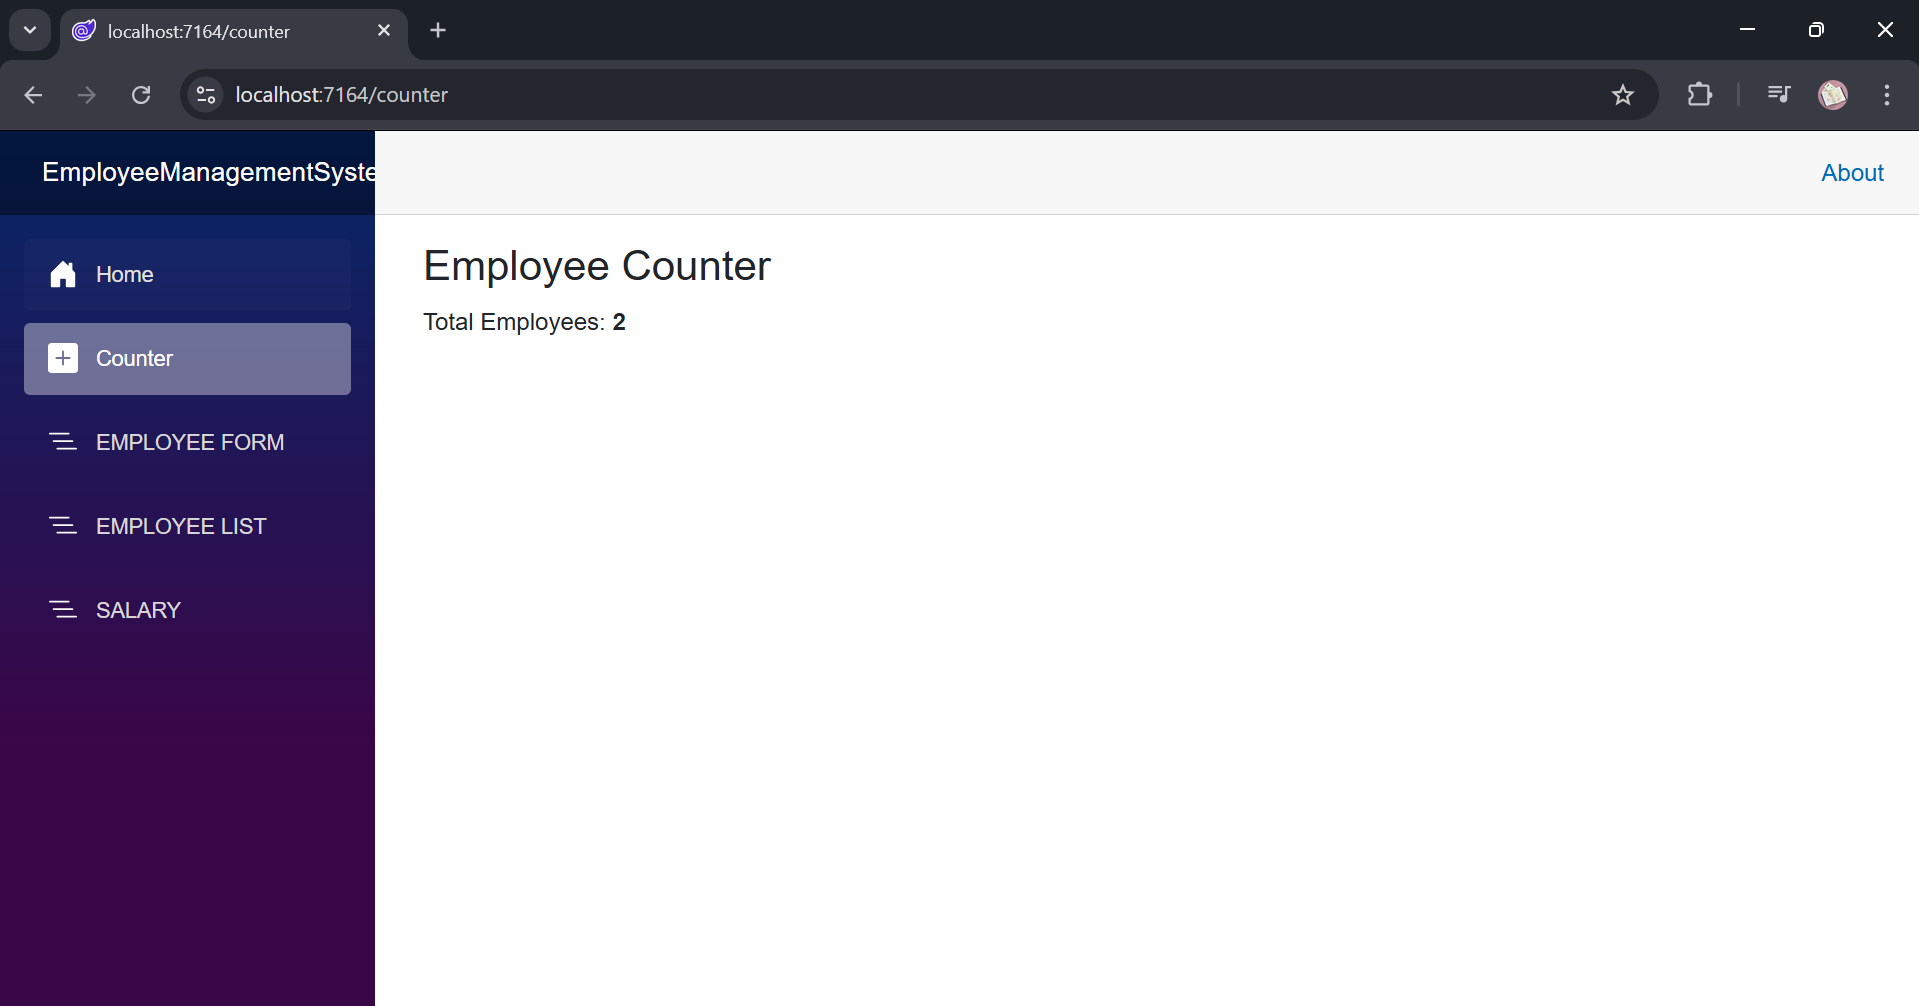 localhost:7164/counter
localhost:7164/counter
EmployeeManagementSyste
About
Home
Counter
EMPLOYEE FORM
EMPLOYEE LIST
SALARY
Employee Counter
Total Employees: 2